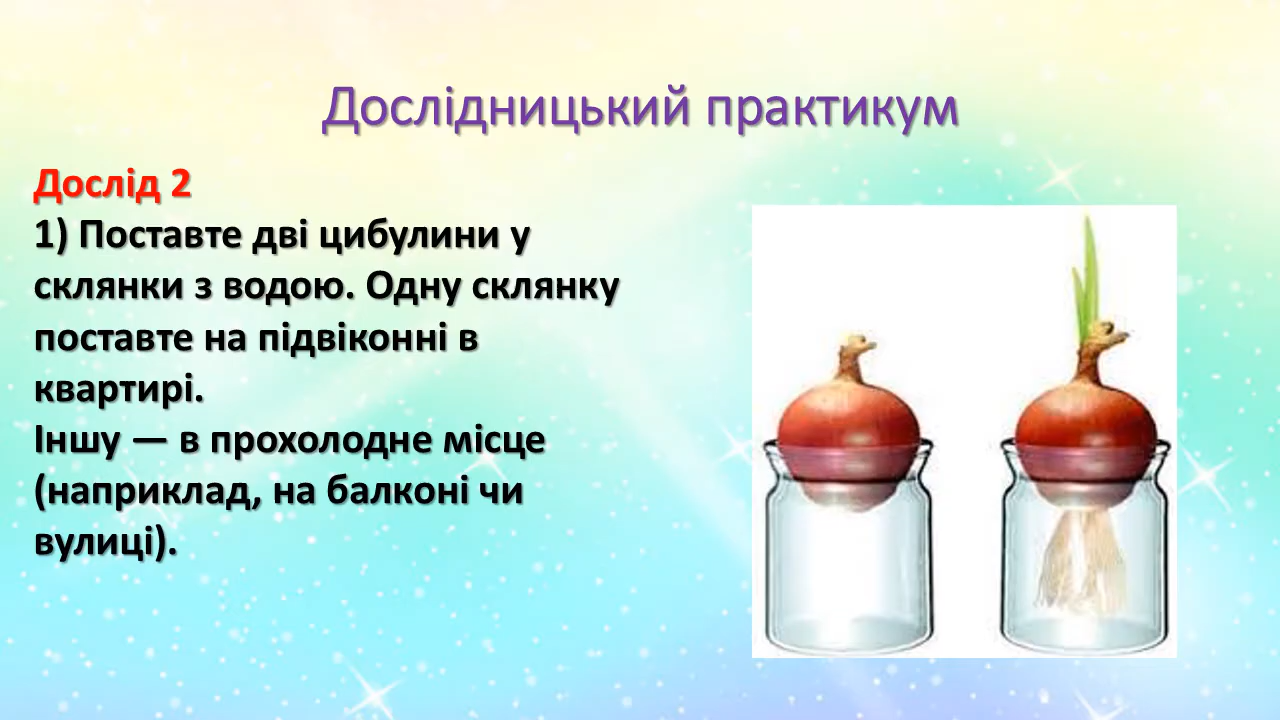 Дослідницький практикум
Дослід 2
1) Поставте дві цибулини у
склянки з водою. Одну склянку
поставте на підвіконні в
квартирі.
Іншу — в прохолодне місце
(наприклад, на балконі чи
вулиці).